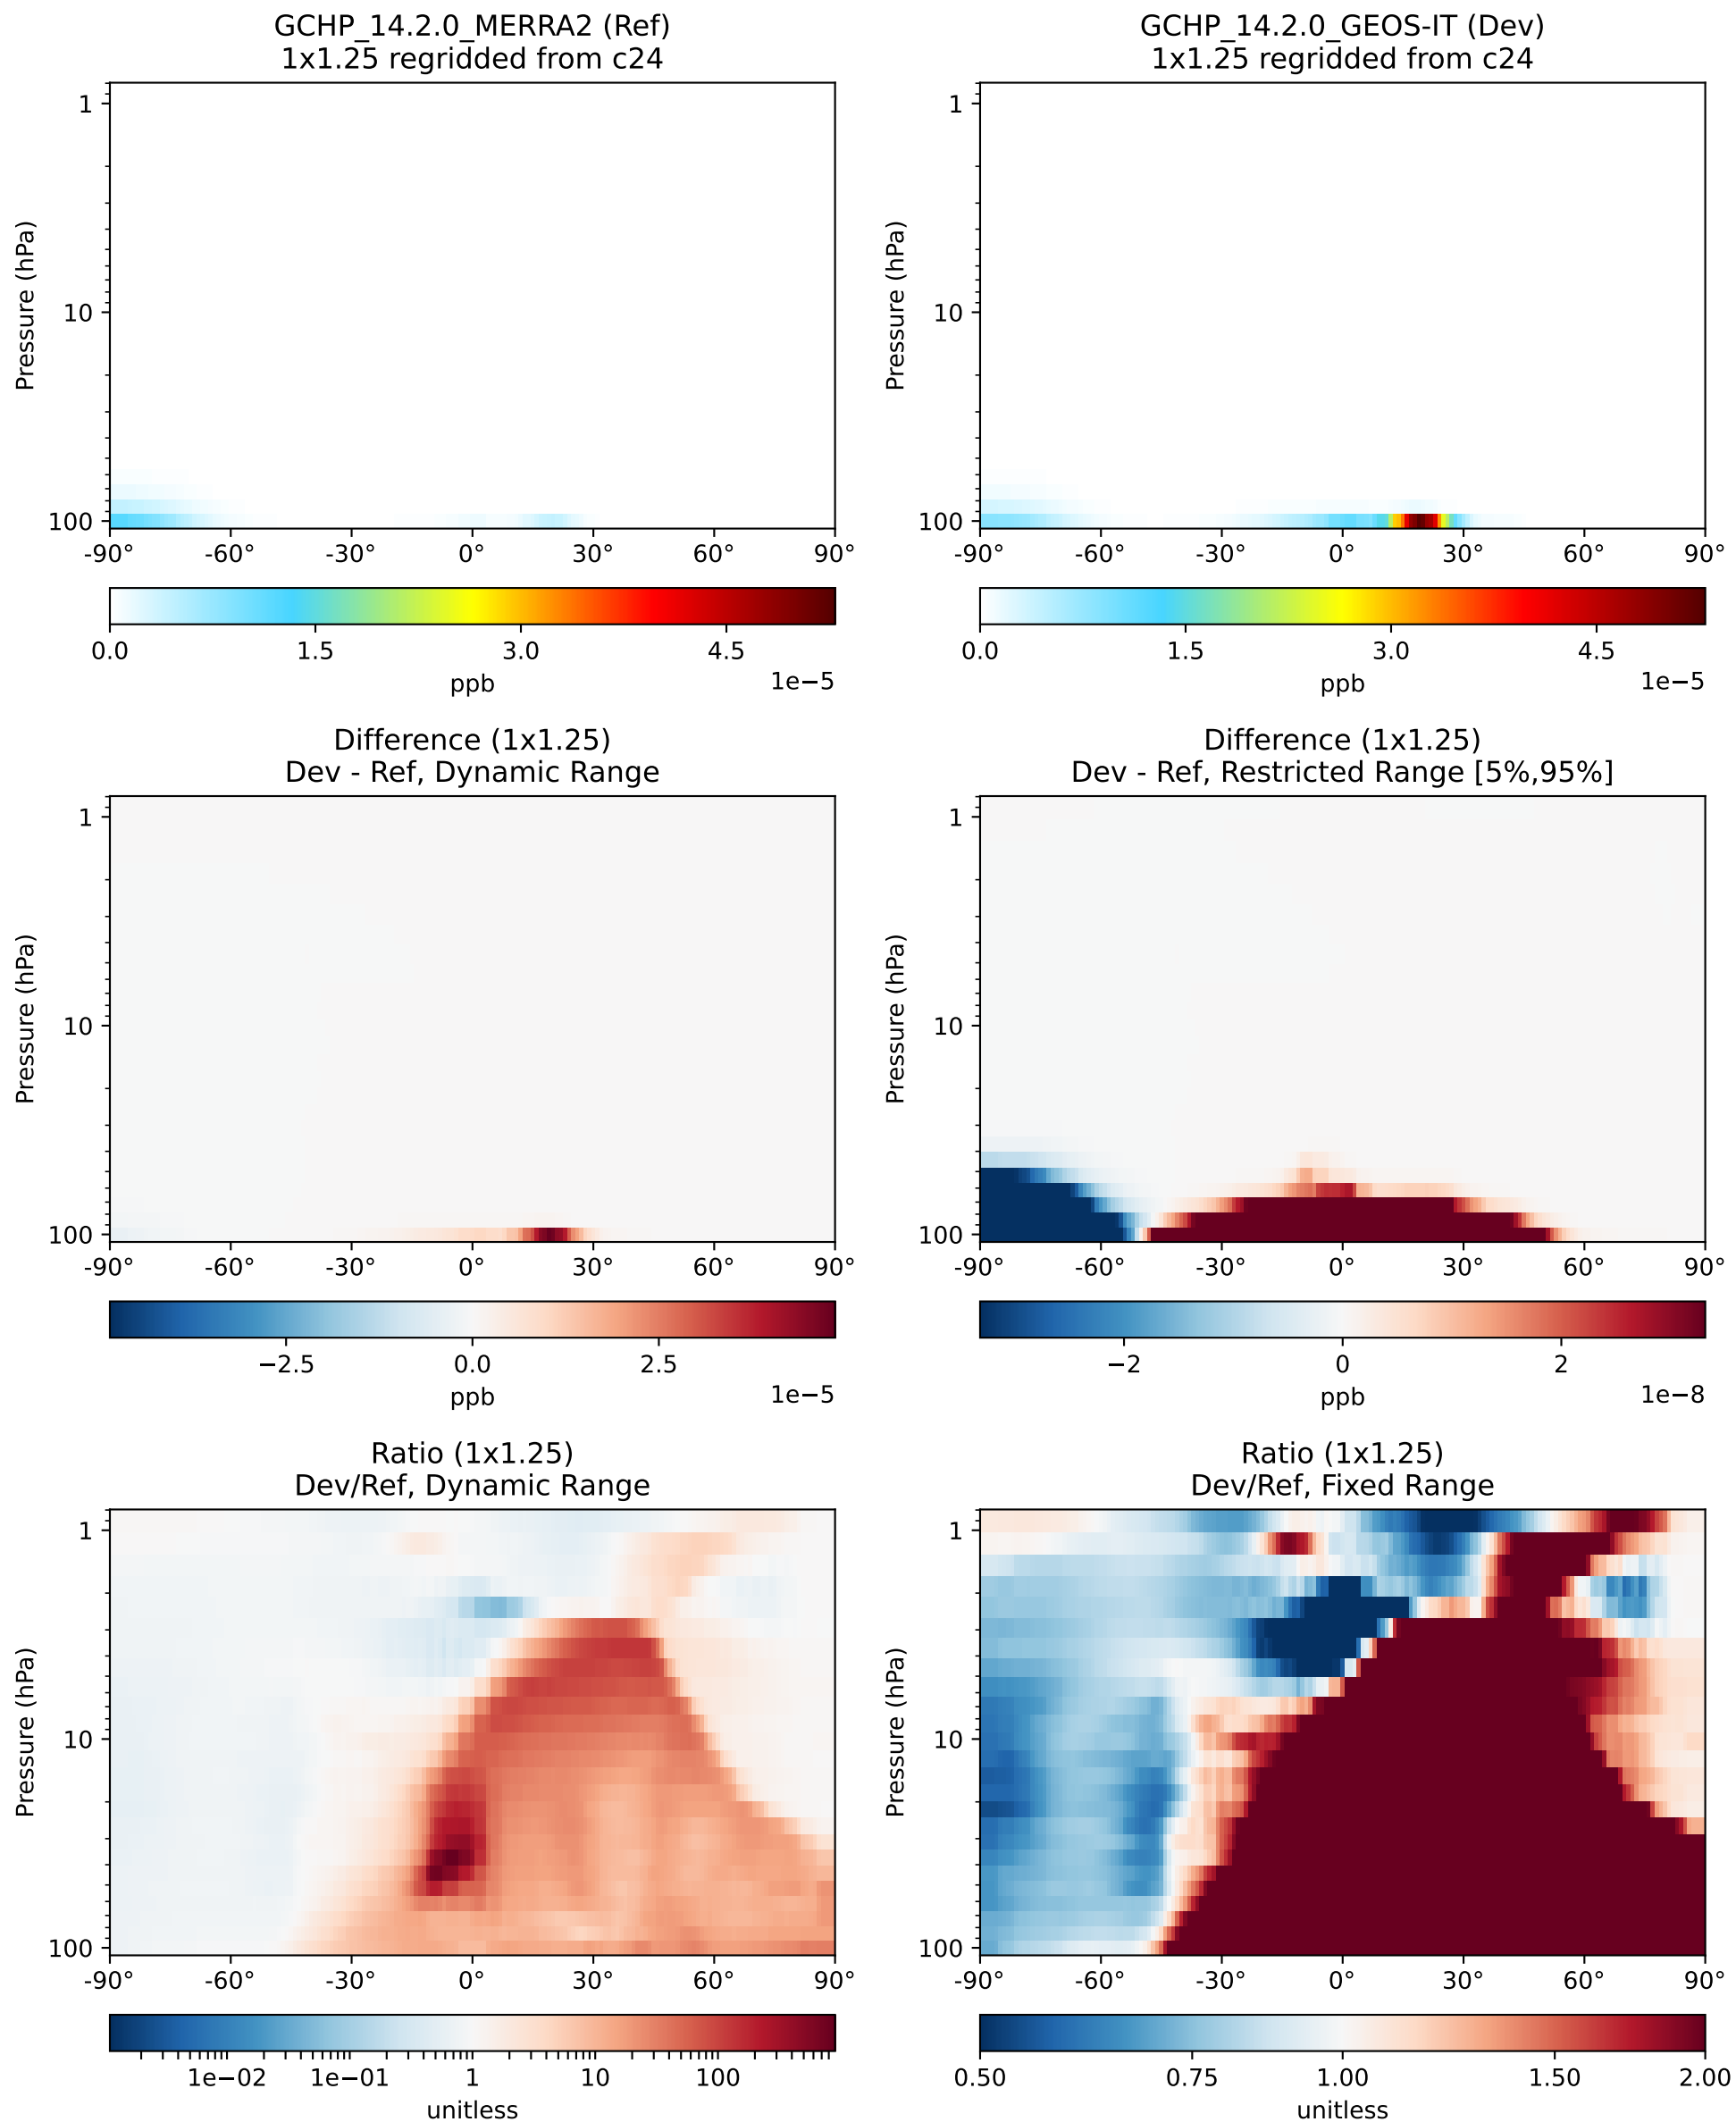 GCHP_14.2.0_MERRA2 (Ref)
1x1.25 regridded from c24
Pressure (hPa)
1
10
100
-90° -60° -30° 0° 30° 60° 90°
0.0 1.5 3.0 4.5
1e−5
ppb
GCHP_14.2.0_GEOS-IT (Dev)
1x1.25 regridded from c24
Pressure (hPa)
1
10
100
-90° -60° -30° 0° 30° 60° 90°
0.0 1.5 3.0 4.5
1e−5
ppb
Difference (1x1.25)
Dev - Ref, Dynamic Range
Pressure (hPa)
1
10
100
-90° -60° -30° 0° 30° 60° 90°
−2.5 0.0 2.5
1e−5
ppb
Difference (1x1.25)
Dev - Ref, Restricted Range [5%,95%]
Pressure (hPa)
1
10
100
-90° -60° -30° 0° 30° 60° 90°
−2 0 2
1e−8
ppb
Ratio (1x1.25)
Dev/Ref, Dynamic Range
Pressure (hPa)
1
10
100
-90° -60° -30° 0° 30° 60° 90°
1e−02 1e−01 1 10 100
unitless
Ratio (1x1.25)
Dev/Ref, Fixed Range
Pressure (hPa)
1
10
100
-90° -60° -30° 0° 30° 60° 90°
0.50 0.75 1.00 1.50 2.00
unitless